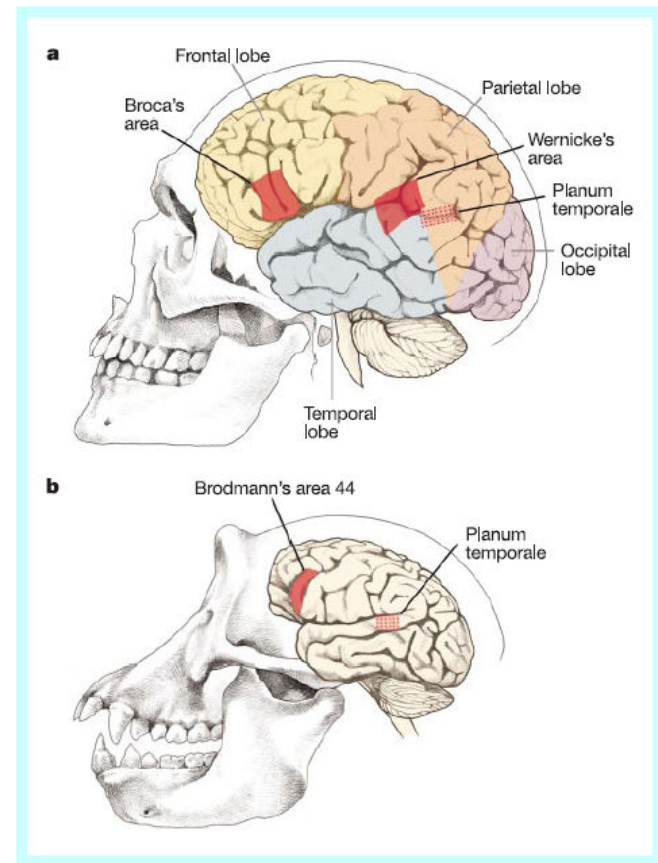 a
Frontal lobe
Broca's
area
Parietal lobe
Wernicke's
area
Planum
temporale
Occipital
lobe
Temporal
lobe
b
Brodmann's area 44
Planum
temporale